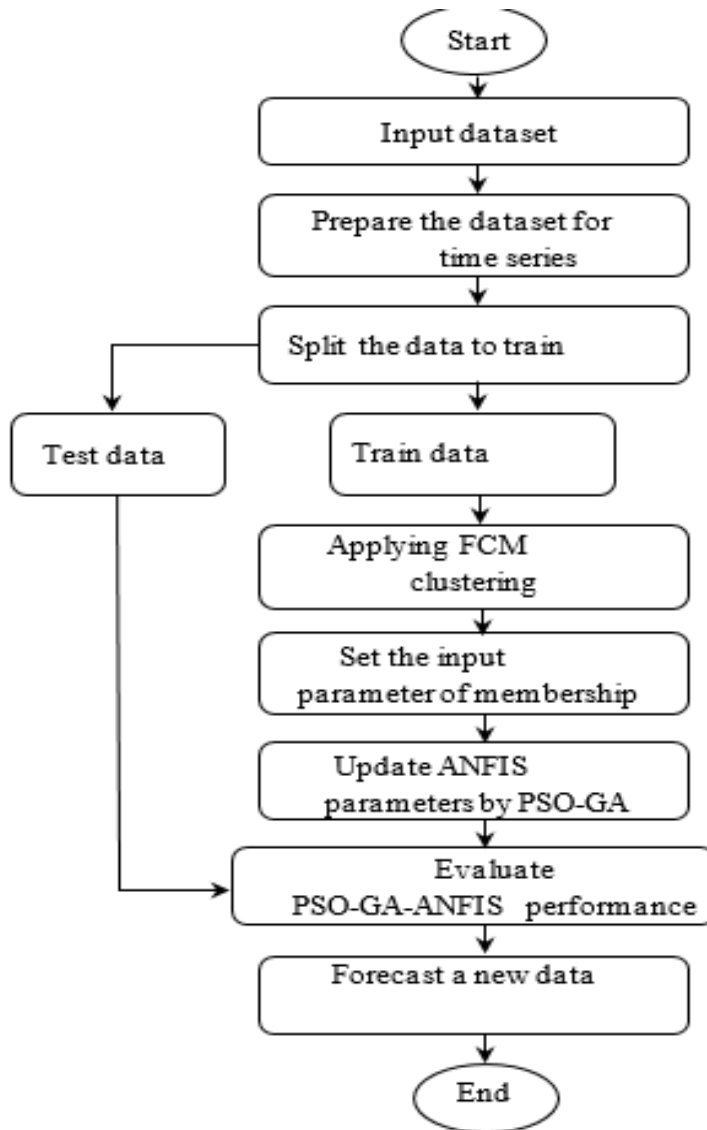 Start
Input dataset
Prepare the dataset for
time series
Split the data to train
Test data
Train data
Applying FCM
clustering
Set the input
parameter of membership
Update ANFIS
parameters by PSO-GA
Evaluate
PSO-GA-ANFIS performance
Forecast a new data
End